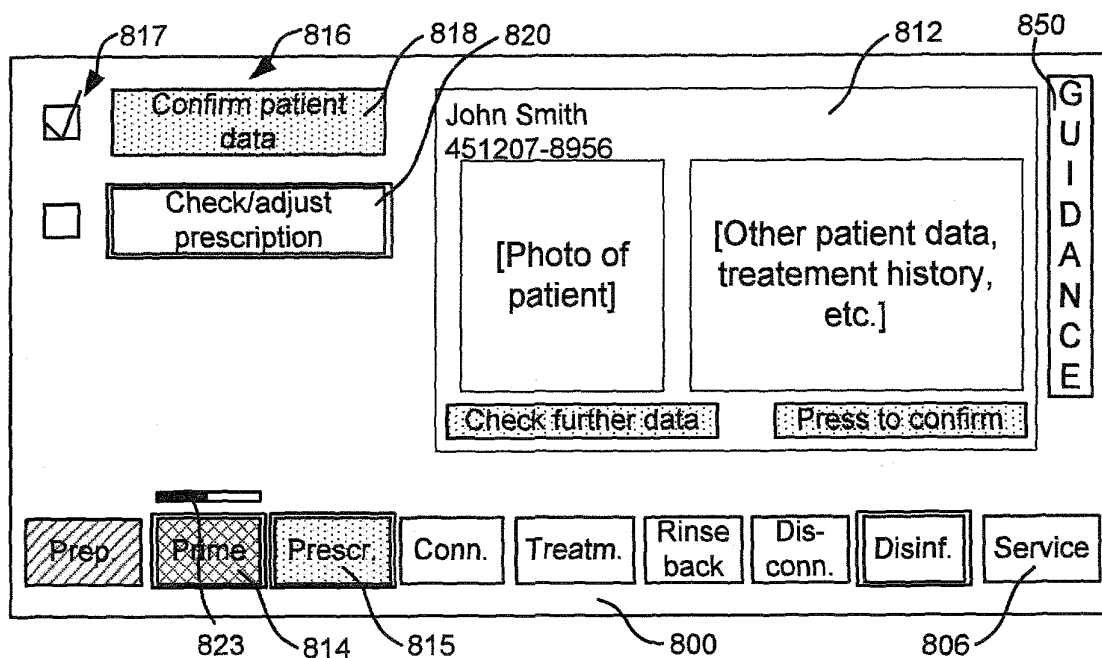 817
816
818
820
812
850
Confirm patient
data
Check/adjust
prescription
John Smith
451207-8956
[Photo of
patient]
[Other patient data,
treatement history,
etc.]
Check further data
Press to confirm
G
U
I
D
A
N
C
E
Prep
Prime
Prescr.
Conn.
Treatm.
Rinse
back
Dis-
conn.
Disinf.
Service
823
814
815
800
806